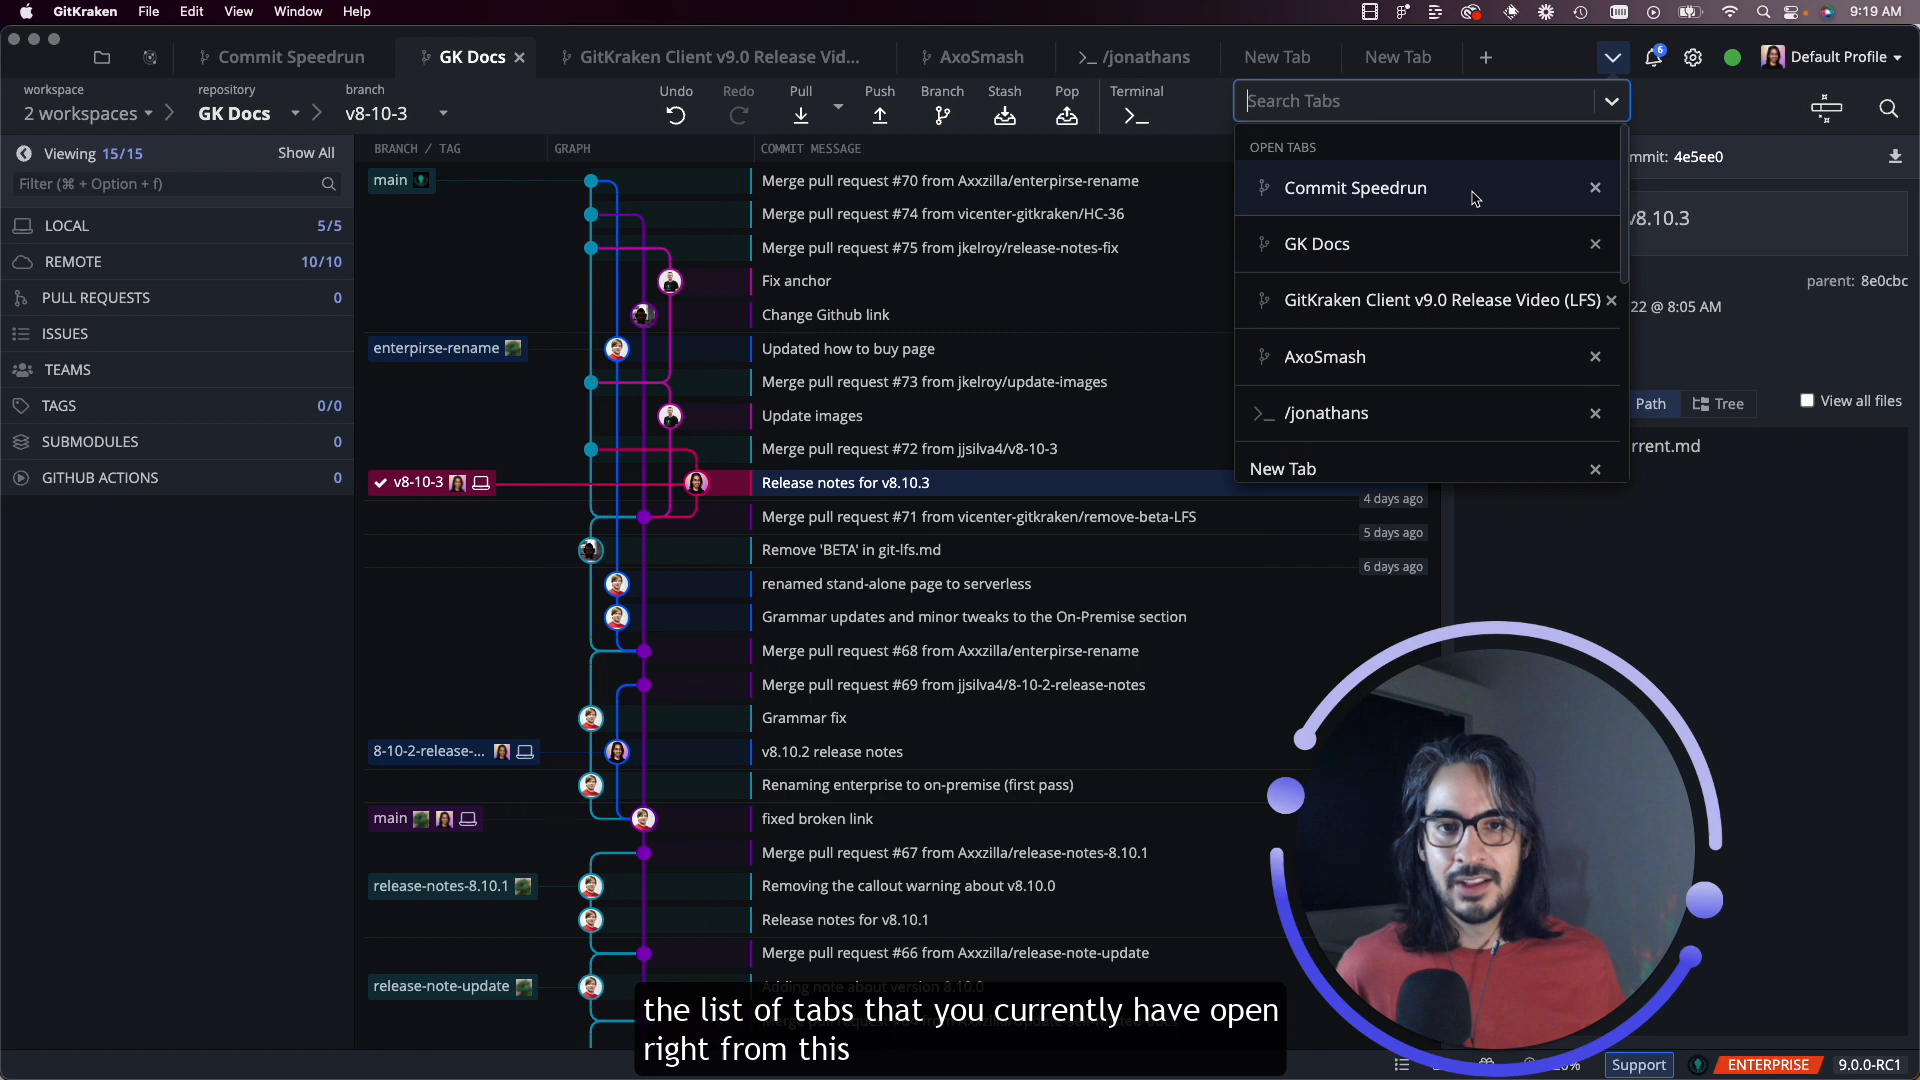 GitKraken File Edit View Window Help
9:19 AM
Commit Speedrun
GK Docs
GitKraken Client v9.0 Release Vid...
AxoSmash
/jonathans
New Tab
New Tab
6
Default Profile
workspace
2 workspaces
repository
GK Docs
branch
v8-10-3
Undo
Redo
Pull
Push
Branch
Stash
Pop
Terminal
Search Tabs
OPEN TABS
Commit Speedrun
GK Docs
GitKraken Client v9.0 Release Video (LFS)
AxoSmash
/jonathans
New Tab
Viewing 15/15 Show All
Filter (⌘ + Option + f)
LOCAL 5/5
REMOTE 10/10
PULL REQUESTS 0
ISSUES
TEAMS
TAGS 0/0
SUBMODULES 0
GITHUB ACTIONS 0
BRANCH / TAG GRAPH COMMIT MESSAGE
main Merge pull request #70 from Axxzilla/enterpirse-rename
Merge pull request #74 from vicenter-gitkraken/HC-36
Merge pull request #75 from jkelroy/release-notes-fix
Fix anchor
Change Github link
enterpirse-rename Updated how to buy page
Merge pull request #73 from jkelroy/update-images
Update images
Merge pull request #72 from jjsilva4/v8-10-3
v8-10-3 Release notes for v8.10.3
4 days ago
Merge pull request #71 from vicenter-gitkraken/remove-beta-LFS
5 days ago
Remove 'BETA' in git-lfs.md
6 days ago
renamed stand-alone page to serverless
Grammar updates and minor tweaks to the On-Premise section
Merge pull request #68 from Axxzilla/enterpirse-rename
Merge pull request #69 from jjsilva4/8-10-2-release-notes
Grammar fix
8-10-2-release-... v8.10.2 release notes
Renaming enterprise to on-premise (first pass)
main fixed broken link
Merge pull request #67 from Axxzilla/release-notes-8.10.1
release-notes-8.10.1 Removing the callout warning about v8.10.0
Release notes for v8.10.1
Merge pull request #66 from Axxzilla/release-note-update
release-note-update Adding note about version 8.10.0
mmit: 4e5ee0
v8.10.3
parent: 8e0cbc
22 @ 8:05 AM
Path Tree View all files
rrent.md
the list of tabs that you currently have open
right from this
Support ENTERPRISE 9.0.0-RC1